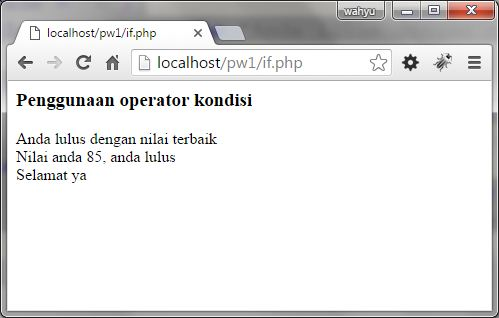 wahyu
localhost/pw1/if.php
localhost/pw1/if.php
Penggunaan operator kondisi
Anda lulus dengan nilai terbaik
Nilai anda 85, anda lulus
Selamat ya